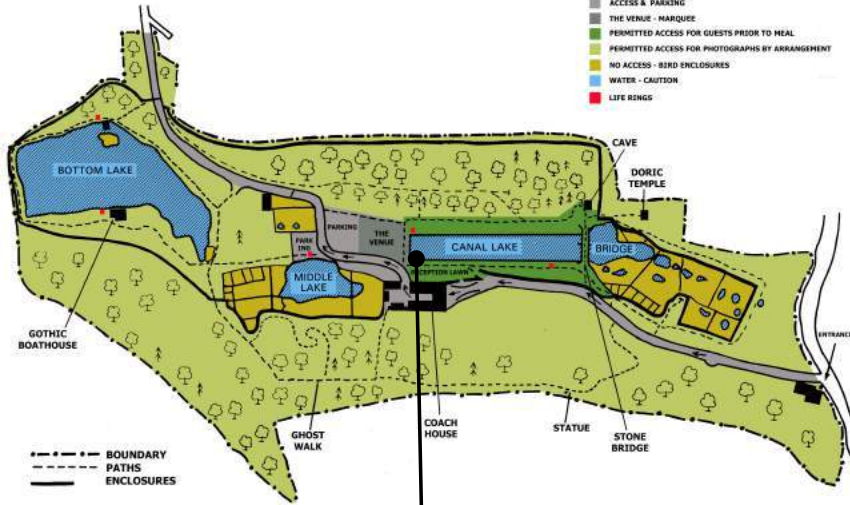 ACCESS & PARKING
THE VENUE - MARQUEE
PERMITTED ACCESS FOR GUESTS PRIOR TO MEAL
PERMITTED ACCESS FOR PHOTOGRAPHS BY ARRANGEMENT
NO ACCESS - BIRD ENCLOSURES
WATER - CAUTION
LIFE RINGS
CAVE
DORIC
TEMPLE
BOTTOM LAKE
PARKING
THE
VENUE
CANAL LAKE
BRIDGE
PARK
ING
MIDDLE
LAKE
RECEPTION LAWN
GOTHIC
BOATHOUSE
ENTRANCE
GHOST
WALK
COACH
HOUSE
STATUE
STONE
BRIDGE
BOUNDARY
PATHS
ENCLOSURES